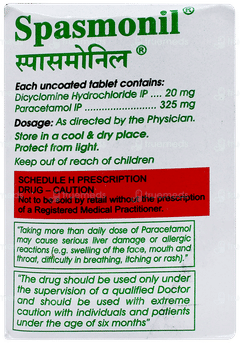 Spasmonil®
स्पासमोनिल®
Each uncoated tablet contains:
Dicyclomine Hydrochloride IP .... 20 mg
Paracetamol IP ..................... 325 mg
Dosage: As directed by the Physician.
Store in a cool & dry place.
Protect from light.
Keep out of reach of children
SCHEDULE H PRESCRIPTION
DRUG – CAUTION
Not to be sold by retail without the prescription
of a Registered Medical Practitioner.
"Taking more than daily dose of Paracetamol
may cause serious liver damage or allergic
reactions (e.g. swelling of the face, mouth and
throat, difficulty in breathing, itching or rash)."
"The drug should be used only under
the supervision of a qualified Doctor
and should be used with extreme
caution with individuals and patients
under the age of six months"